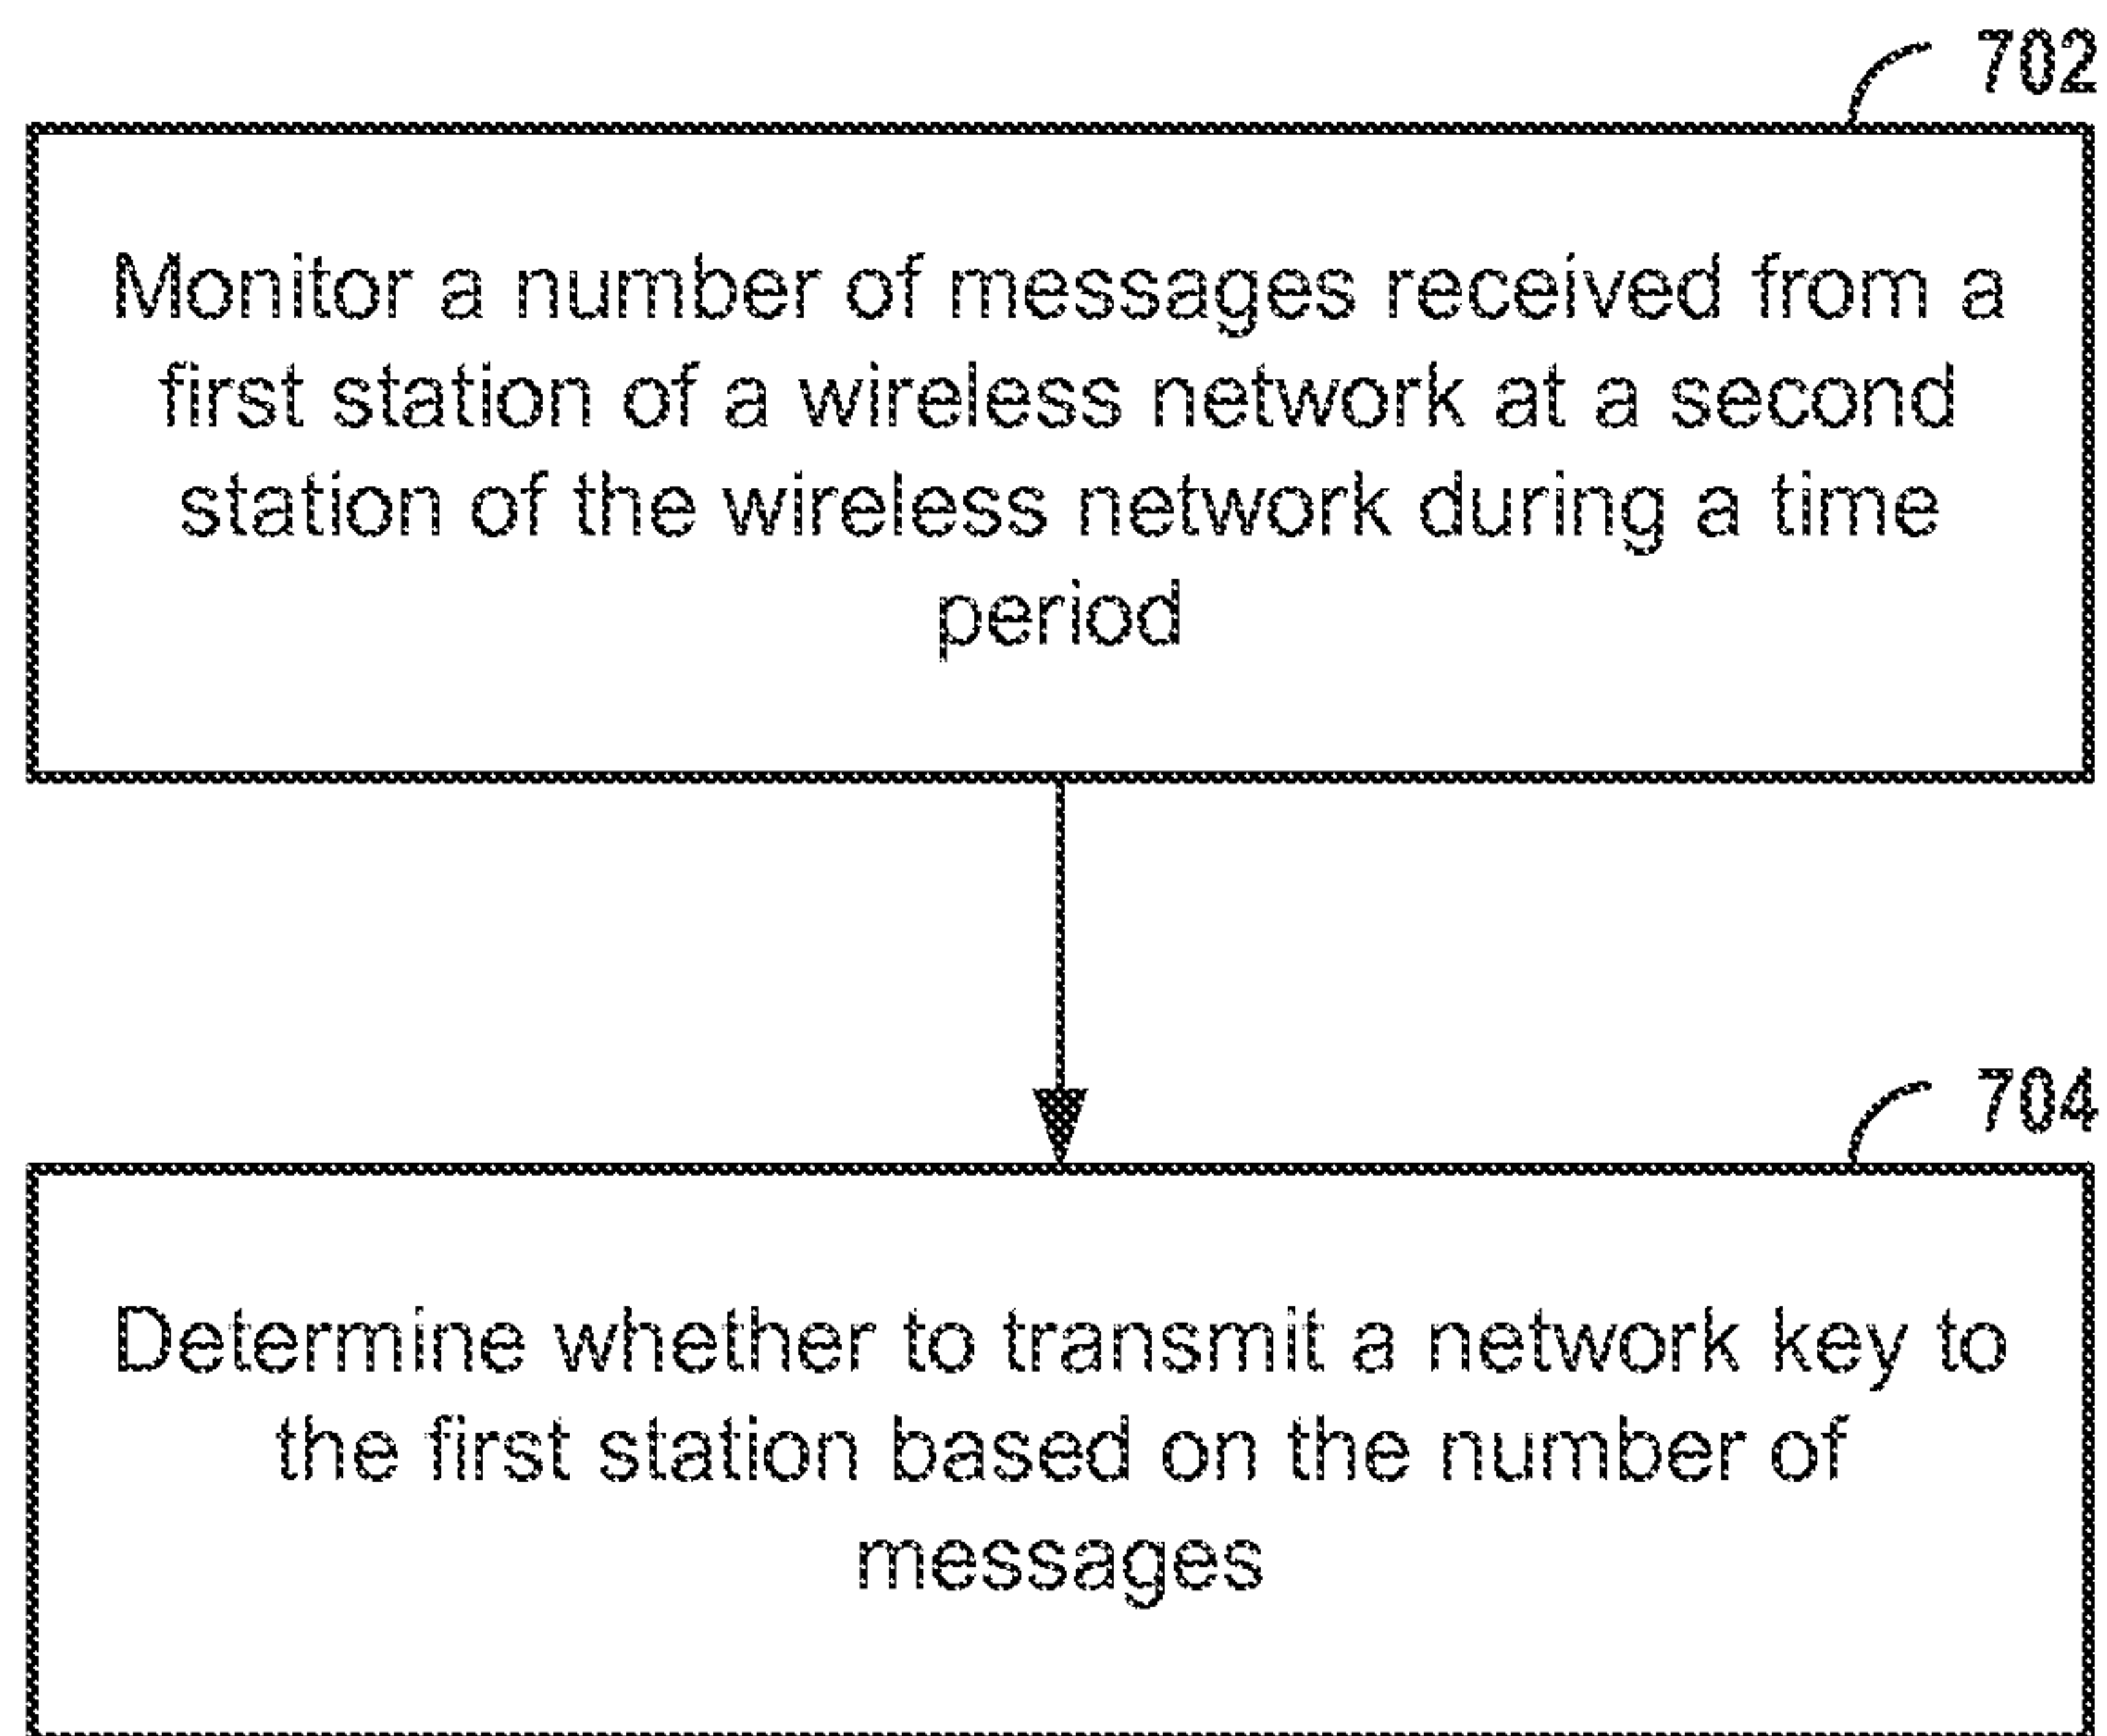 702
Monitor a number of messages received from a
first station of a wireless network at a second
station of the wireless network during a time
period
704
Determine whether to transmit a network key to
the first station based on the number of
messages